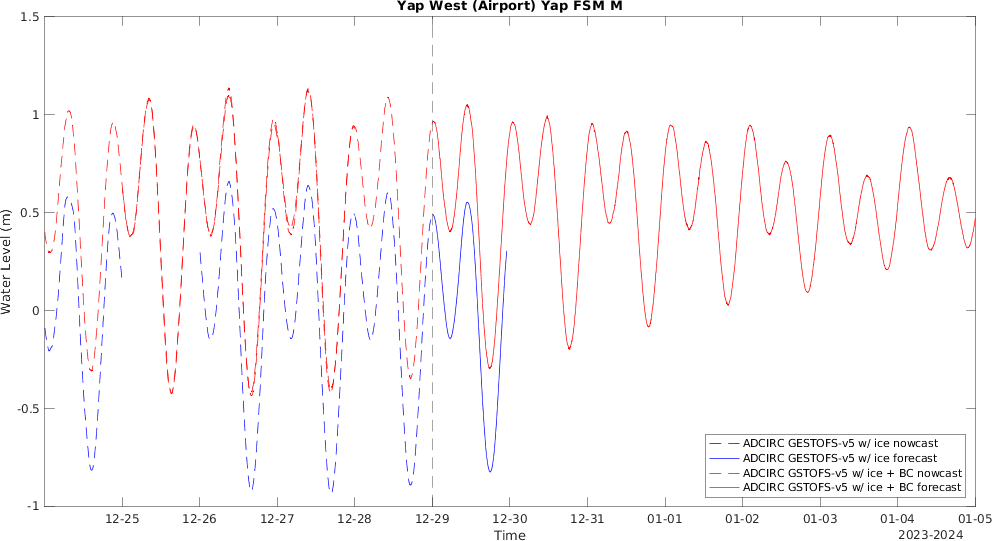 Yap West (Airport) Yap FSM M
Water Level (m)
1.5
1
0.5
0
-0.5
-1
12-25
12-26
12-27
12-28
12-29
12-30
12-31
01-01
01-02
01-03
01-04
01-05
Time
2023-2024
ADCIRC GESTOFS-v5 w/ ice nowcast
ADCIRC GESTOFS-v5 w/ ice forecast
ADCIRC GSTOFS-v5 w/ ice + BC nowcast
ADCIRC GSTOFS-v5 w/ ice + BC forecast